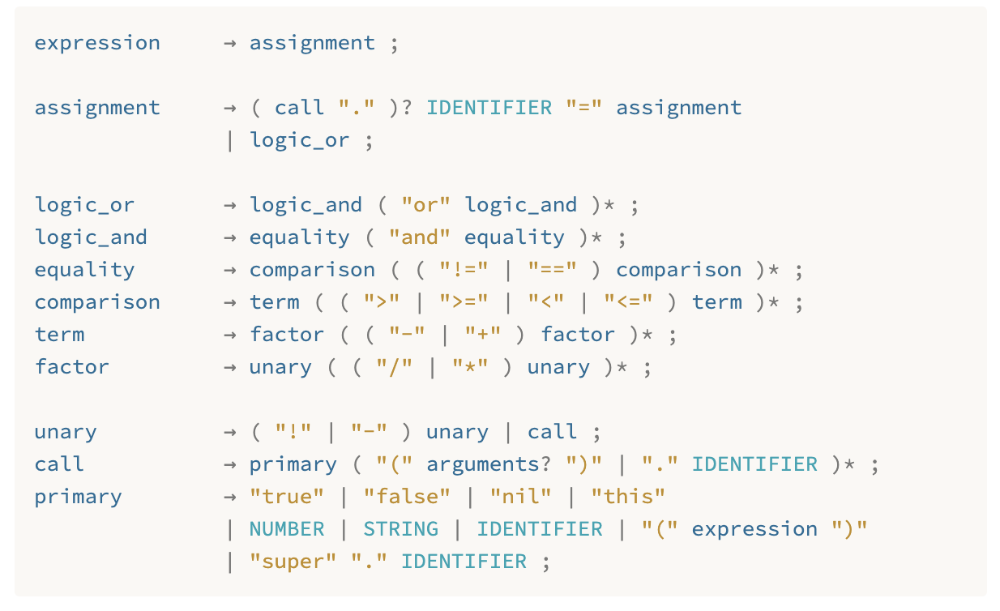 expression → assignment ;
assignment → ( call "." )? IDENTIFIER "=" assignment
| logic_or ;
logic_or → logic_and ( "or" logic_and )* ;
logic_and → equality ( "and" equality )* ;
equality → comparison ( ( "!=" | "==" ) comparison )* ;
comparison → term ( ( ">" | ">=" | "<" | "<=" ) term )* ;
term → factor ( ( "-" | "+" ) factor )* ;
factor → unary ( ( "/" | "*" ) unary )* ;
unary → ( "!" | "-" ) unary | call ;
call → primary ( "(" arguments? ")" | "." IDENTIFIER )* ;
primary → "true" | "false" | "nil" | "this"
| NUMBER | STRING | IDENTIFIER | "(" expression ")"
| "super" "." IDENTIFIER ;